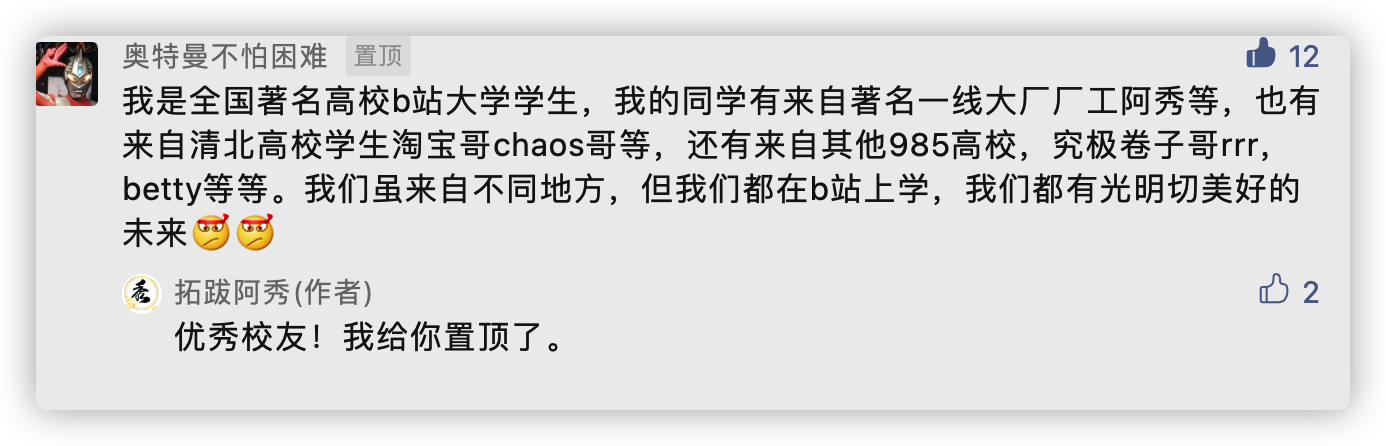 奥特曼不怕困难 置顶 12
我是全国著名高校b站大学学生，我的同学有来自著名一线大厂厂工阿秀等，也有
来自清北高校学生淘宝哥chaos哥等，还有来自其他985高校，究极卷子哥rrr，
betty等等。我们虽来自不同地方，但我们都在b站上学，我们都有光明切美好的
未来
秀 拓跋阿秀(作者) 2
优秀校友！我给你置顶了。